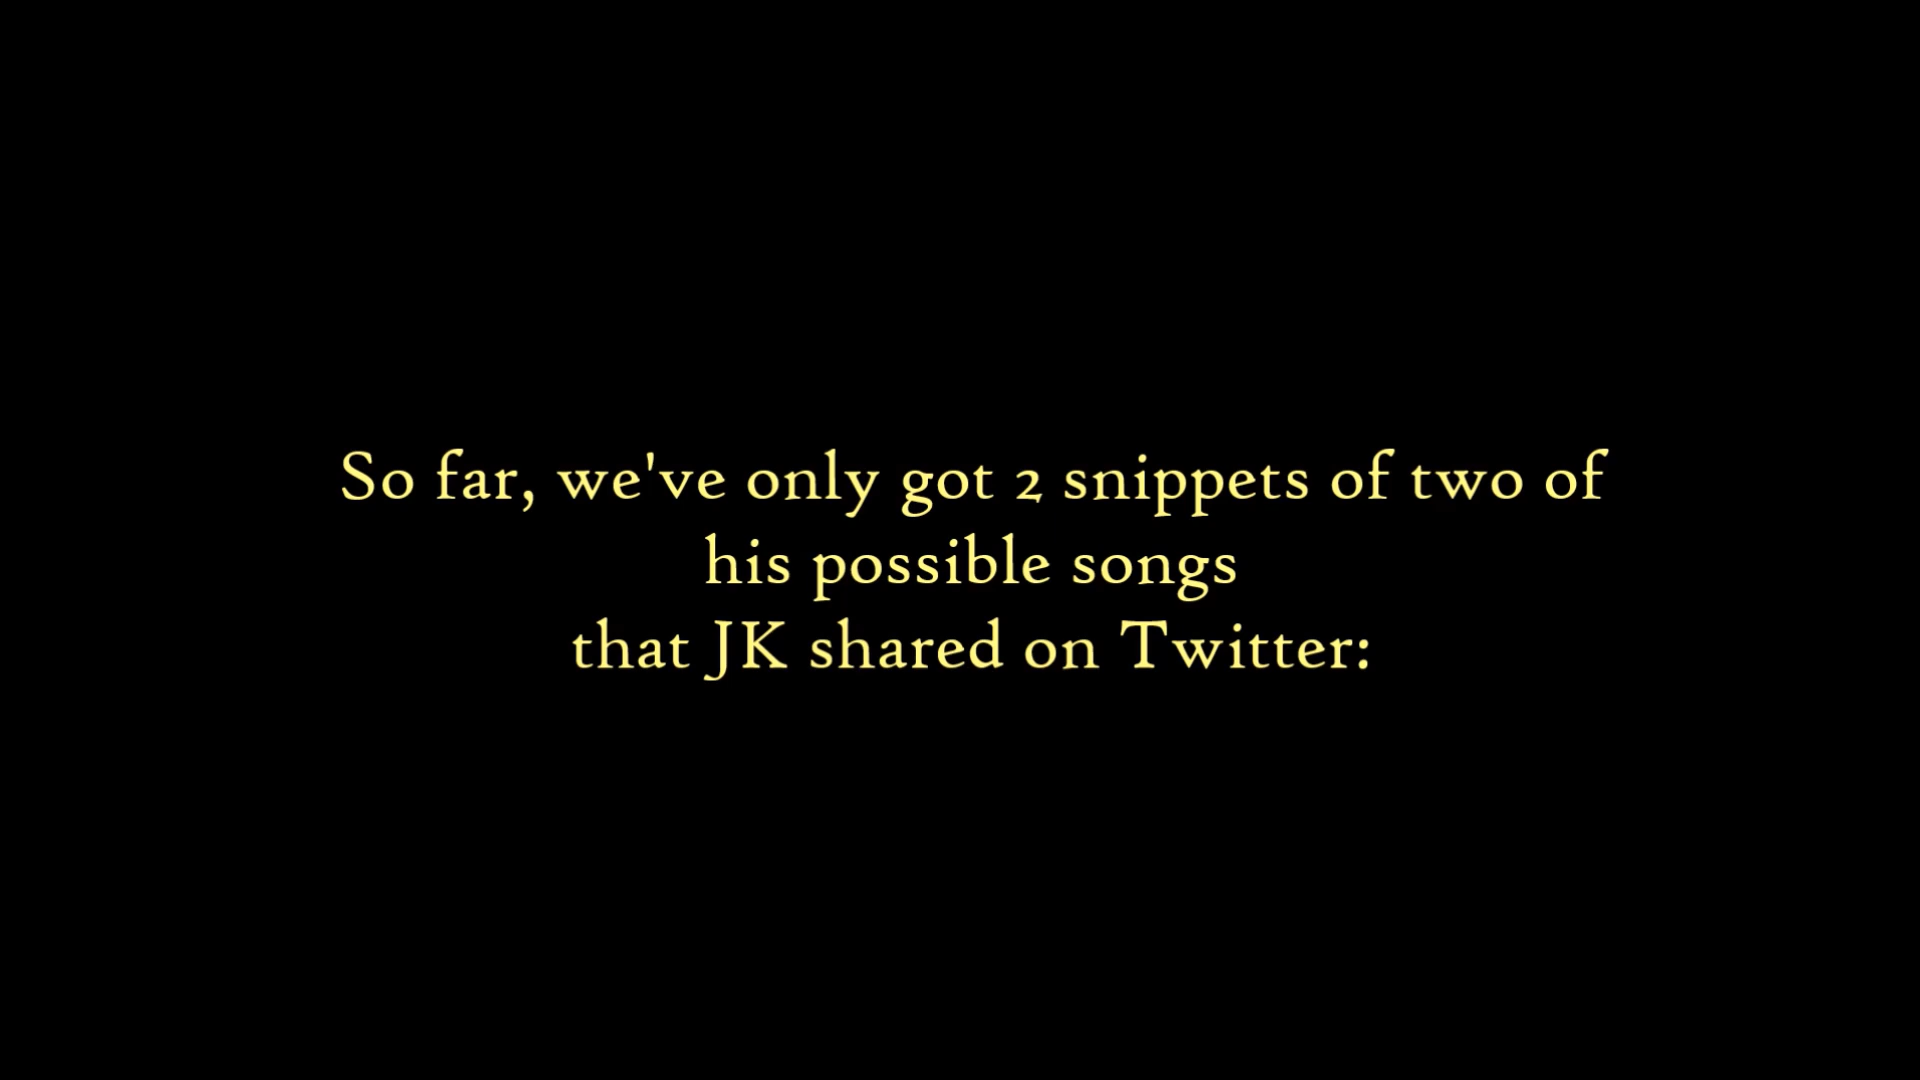 So far, we've only got 2 snippets of two of
his possible songs
that JK shared on Twitter: